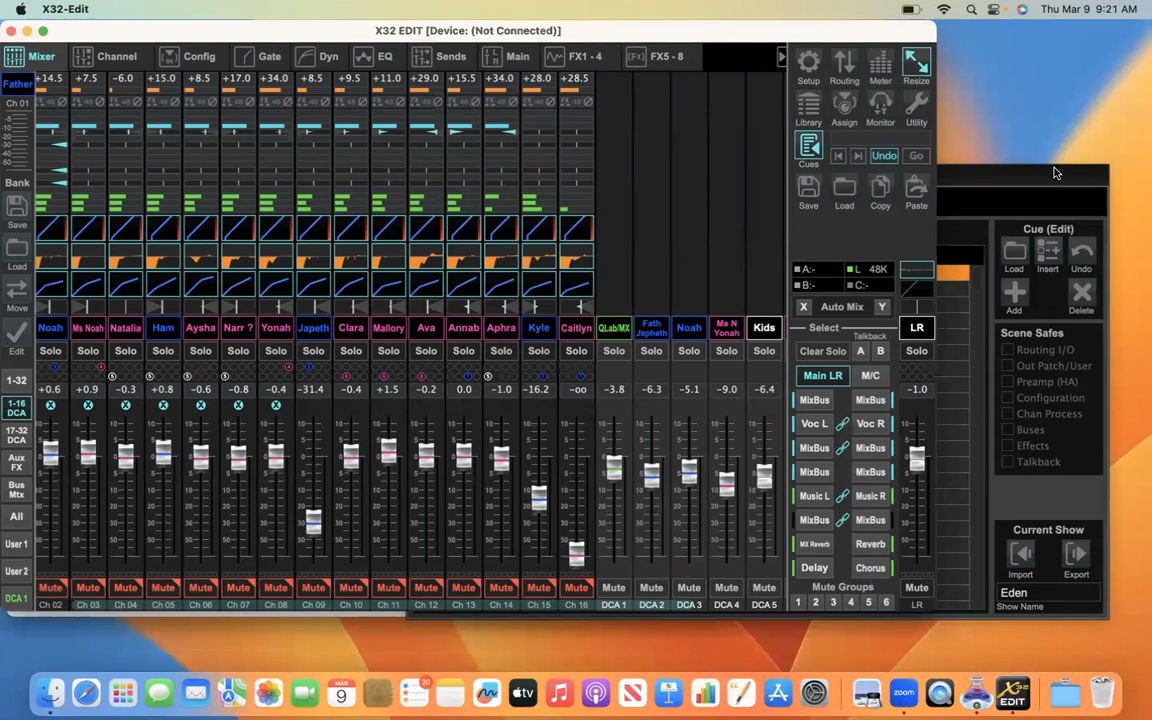 X32-Edit
Thu Mar 9 9:21 AM
X32 EDIT [Device: (Not Connected)]
Mixer Channel Config Gate Dyn EQ Sends Main FX1 - 4 FX5 - 8
Setup Routing Meter Resize
Library Assign Monitor Utility
Cues Undo Go
Save Load Copy Paste
Father +14.5 +7.5 -6.0 +15.0 +8.5 +17.0 +34.0 +8.5 +9.5 +11.0 +29.0 +15.5 +34.0 +28.0 +28.5
Ch 01
-5
-10
-20
-30
-40
-50
Bank
Save
Load
Move
Edit
1-32
1-16 DCA
17-32 DCA
Aux FX
Bus Mtx
All
User 1
User 2
DCA 1
A:- L 48K
B:- C:-
X Auto Mix Y
Noah Ms Noah Natalia Ham Aysha Narr ? Yonah Japeth Clara Mallory Ava Annab Aphra Kyle Caitlyn QLab/MX Fath Jspheth Noah Ms N Yonah Kids
LR
Solo Solo Solo Solo Solo Solo Solo Solo Solo Solo Solo Solo Solo Solo Solo Solo Solo Solo Solo Solo Solo
+0.6 +0.9 -0.3 +0.8 -0.6 -0.8 -0.6 -31.4 -0.4 +1.5 -0.2 0.0 -1.0 -16.2 -oo -3.8 -6.3 -5.1 -9.0 -6.4 -1.0
Mute Mute Mute Mute Mute Mute Mute Mute Mute Mute Mute Mute Mute Mute Mute Mute Mute Mute Mute Mute Mute
Ch 02 Ch 03 Ch 04 Ch 05 Ch 06 Ch 07 Ch 08 Ch 09 Ch 10 Ch 11 Ch 12 Ch 13 Ch 14 Ch 15 Ch 16 DCA 1 DCA 2 DCA 3 DCA 4 DCA 5 LR
Select
Talkback
Clear Solo A B
Main LR M/C
MixBus MixBus
Voc L Voc R
MixBus MixBus
MixBus MixBus
Music L Music R
MixBus MixBus
MX Reverb Reverb
Delay Chorus
Mute Groups
1 2 3 4 5 6
Cue (Edit)
Load Insert Undo
Add Delete
Scene Safes
Routing I/O
Out Patch/User
Preamp (HA)
Configuration
Chan Process
Buses
Effects
Talkback
Current Show
Import Export
Eden
Show Name
MAR
9
20
tv
zoom
X32
EDIT